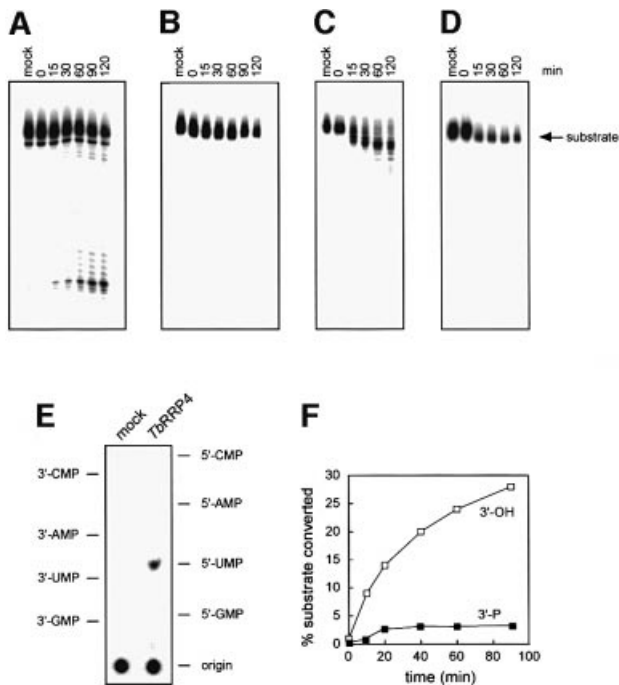 A B C D
mock 0 15 30 60 90 120
mock 0 15 30 60 90 120
mock 0 15 30 60 120
mock 0 15 30 60 120
min
substrate
E
mock TbRRP4
3'-CMP
3'-AMP
3'-UMP
3'-GMP
5'-CMP
5'-AMP
5'-UMP
5'-GMP
origin
F
% substrate converted
30
25
20
15
10
5
0
3'-OH
3'-P
0 20 40 60 80 100
time (min)